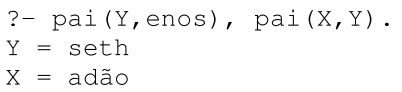 ?- pai(Y,enos), pai(X,Y).
Y = seth
X = adão